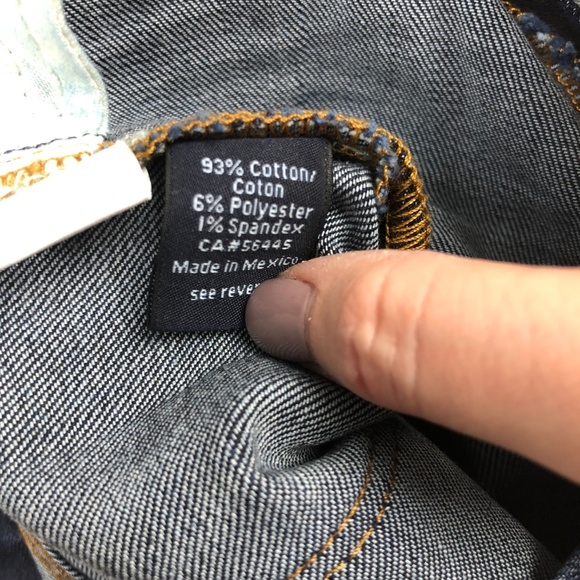 93% Cotton/
Coton
6% Polyester
1% Spandex
CA#56445
Made in Mexico
see rever